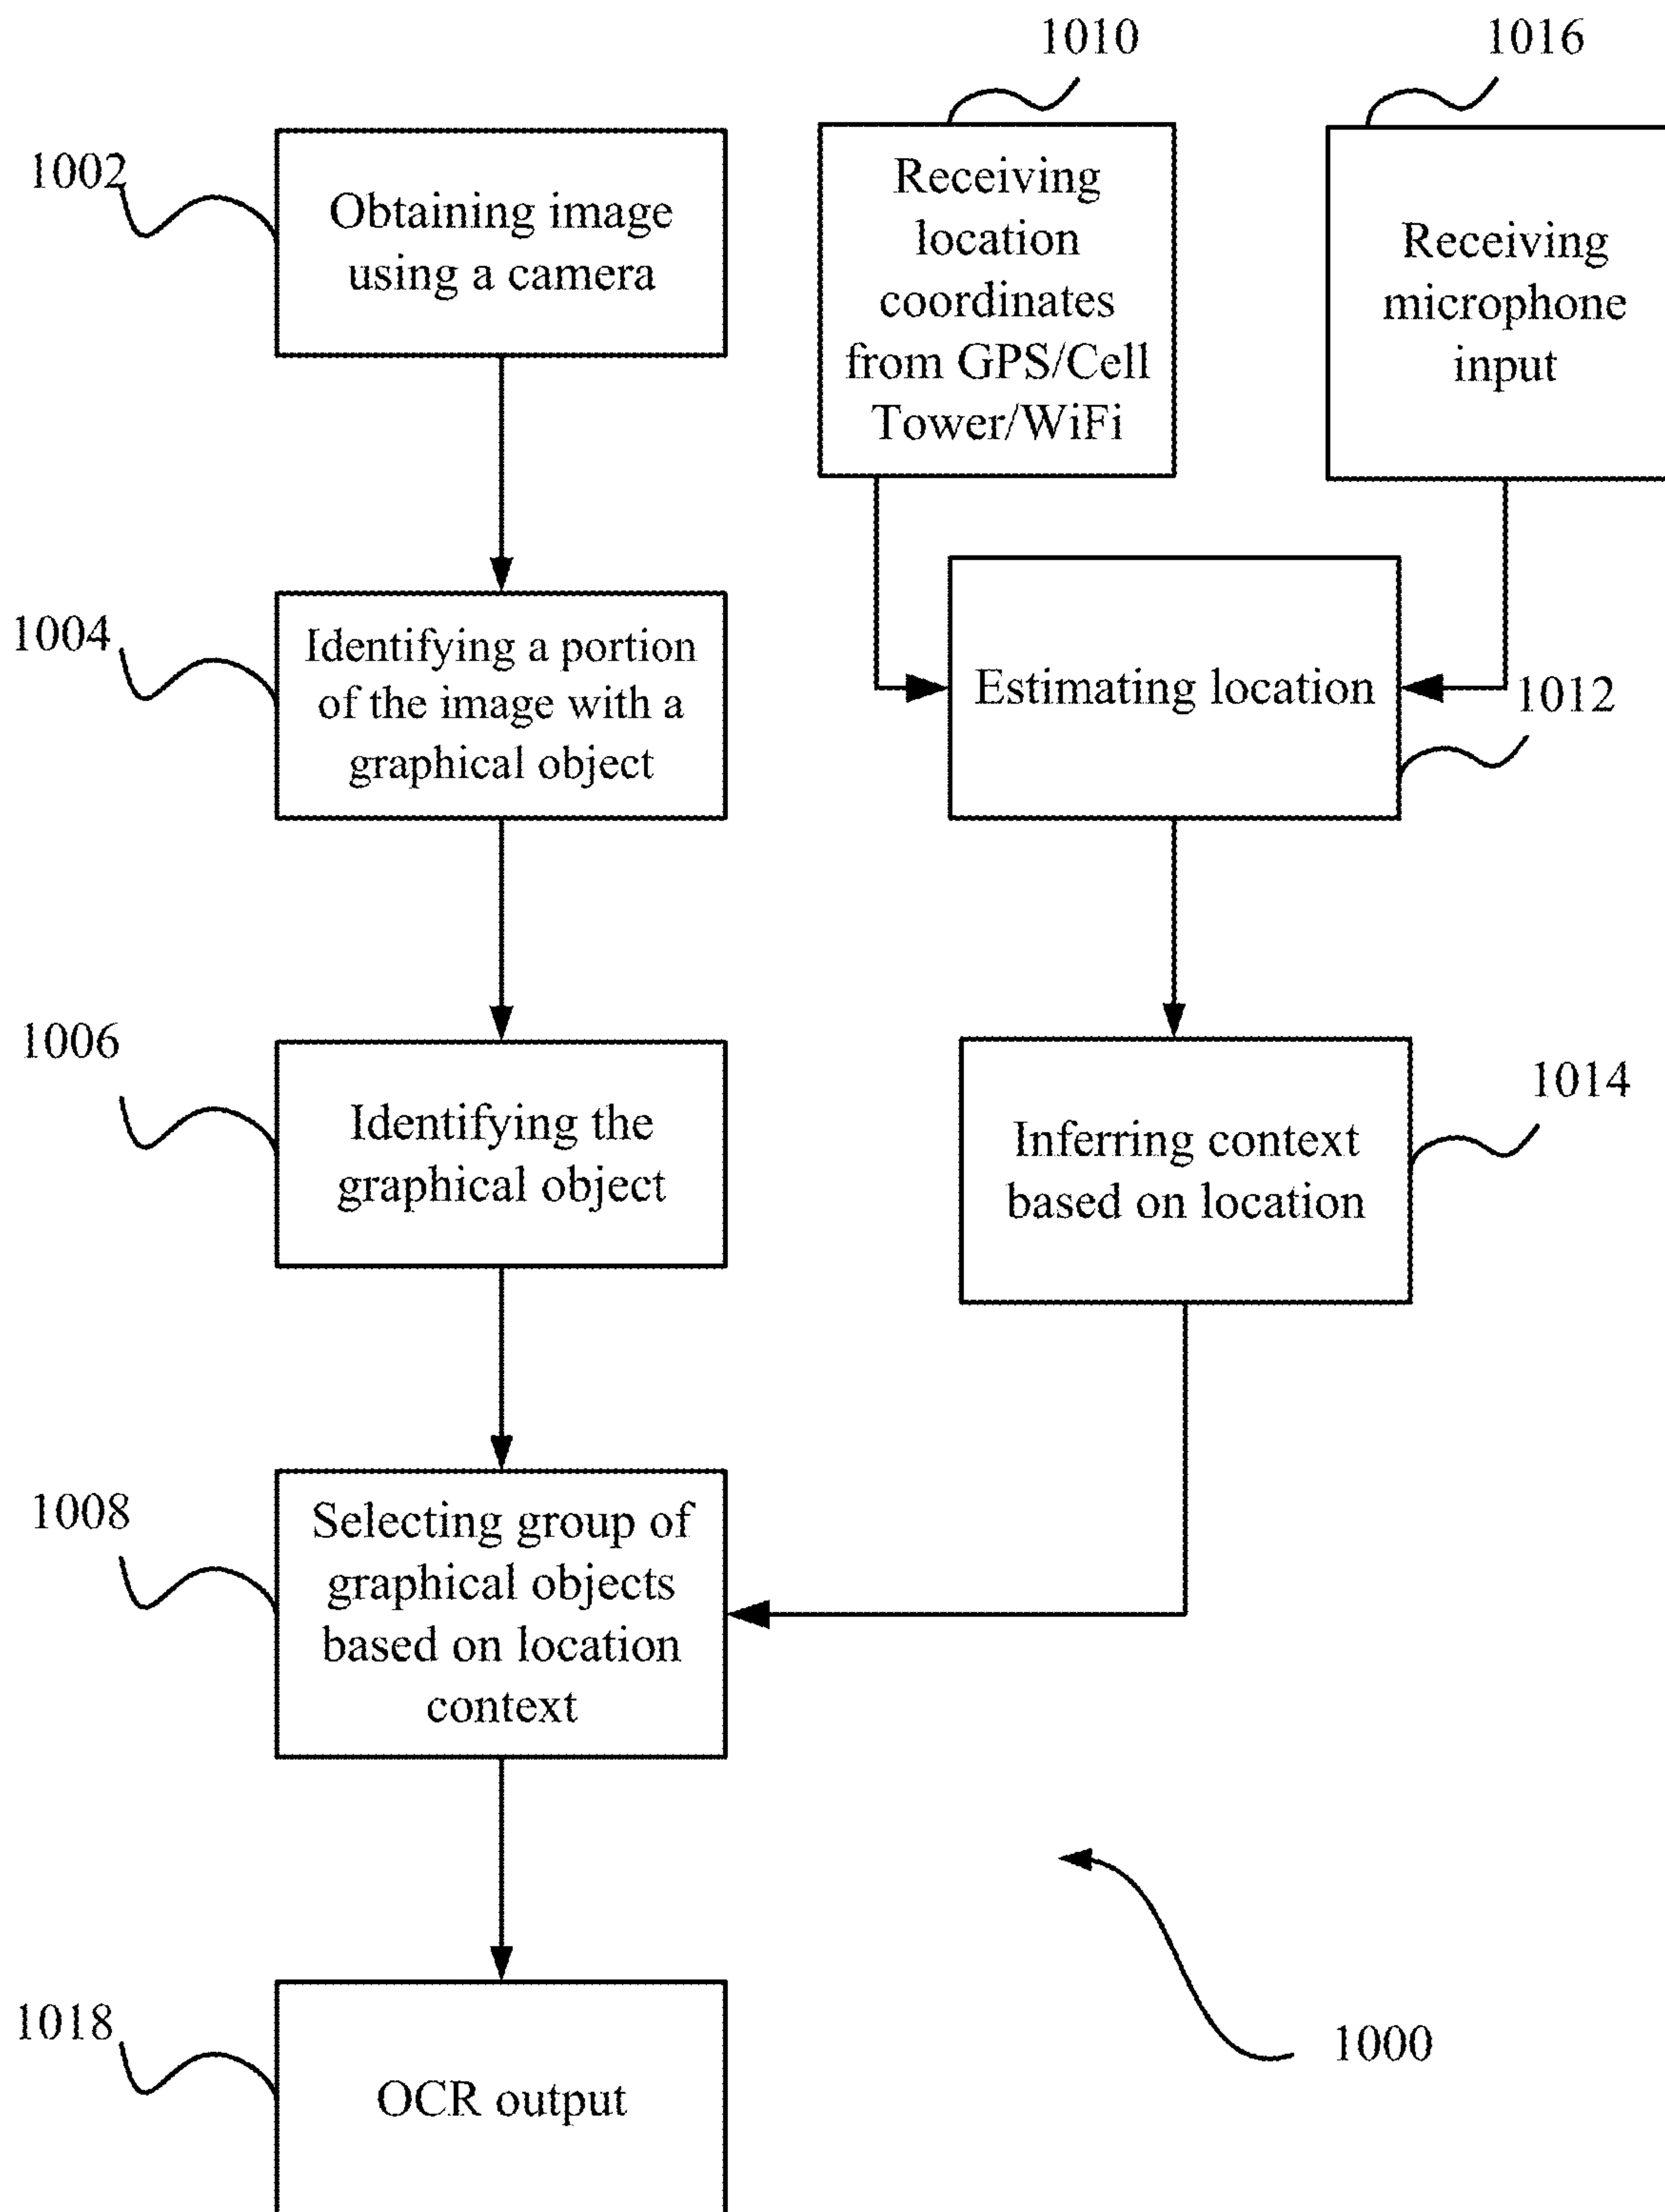 1010
1016
1002
Obtaining image
using a camera
Receiving
location
coordinates
from GPS/Cell
Tower/WiFi
Receiving
microphone
input
1004
Identifying a portion
of the image with a
graphical object
Estimating location
1012
1006
Identifying the
graphical object
Inferring context
based on location
1014
1008
Selecting group of
graphical objects
based on location
context
1018
OCR output
1000